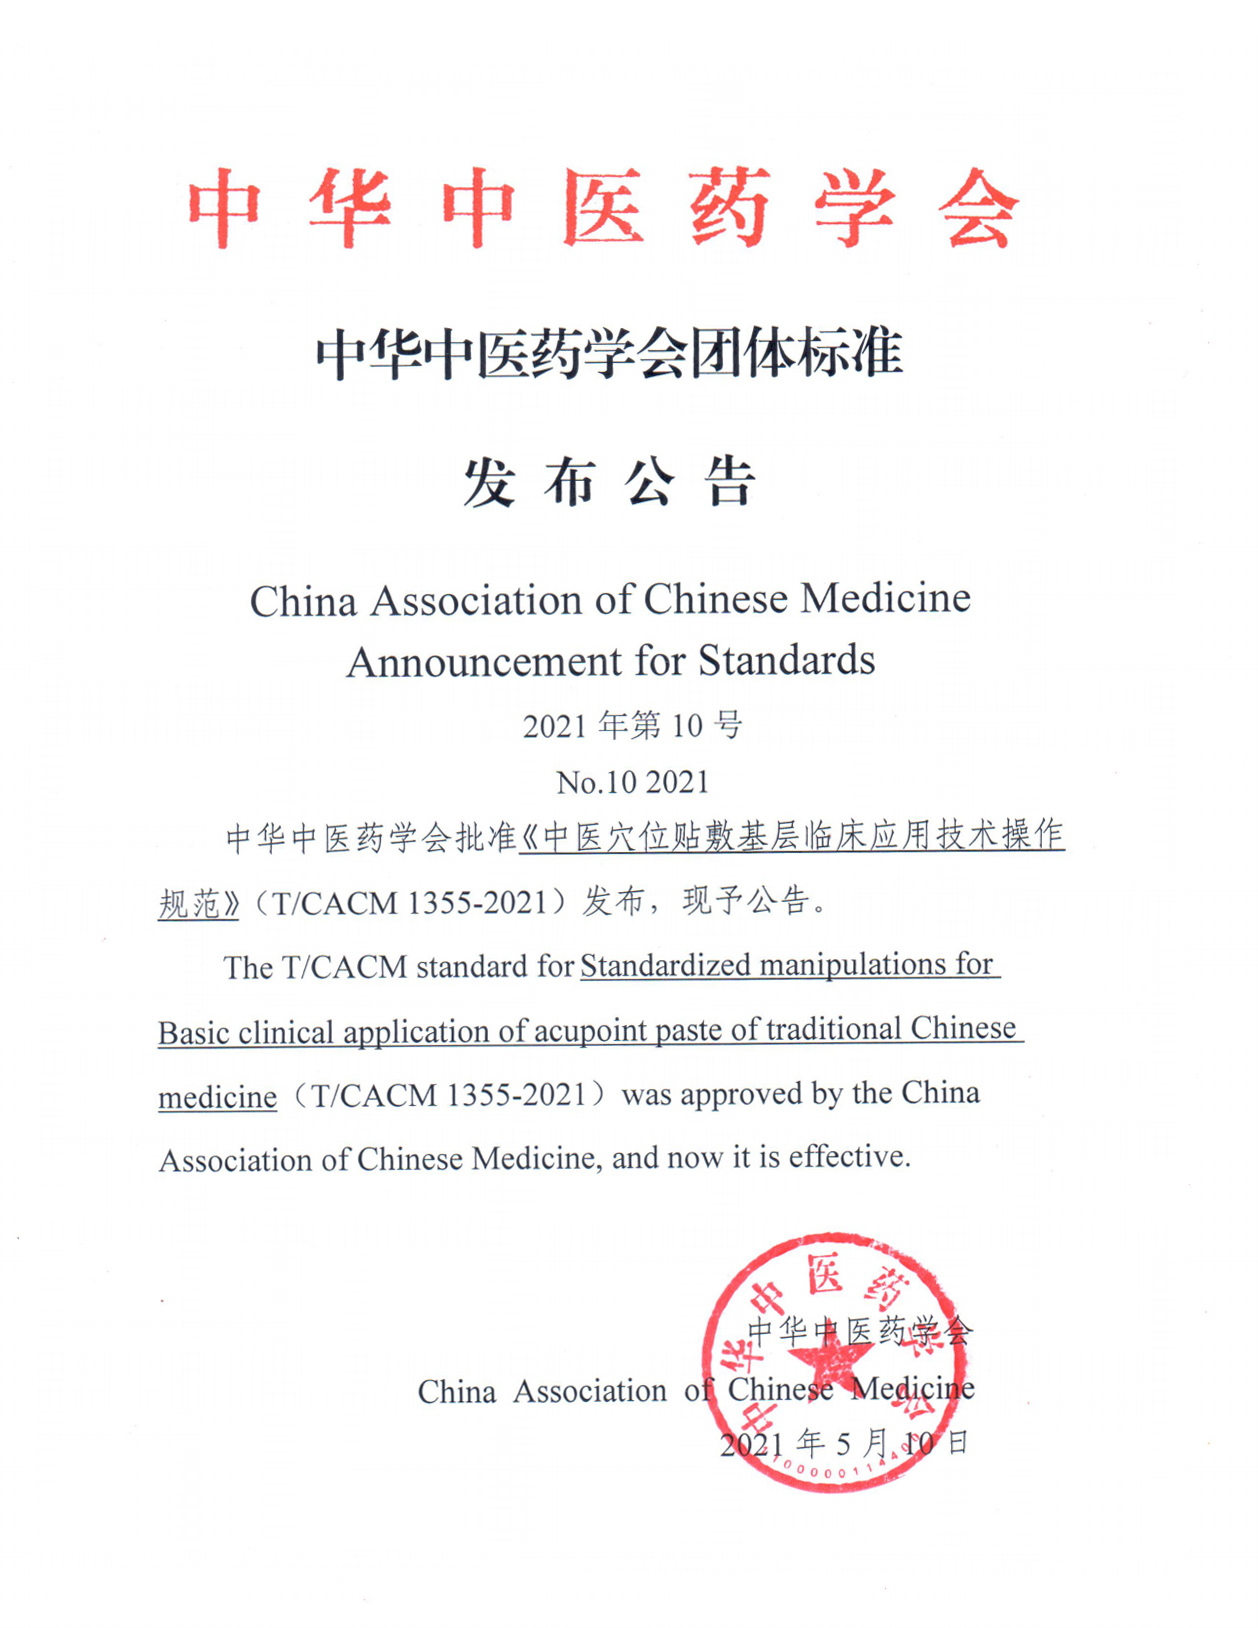 中华中医药学会
中华中医药学会团体标准
发布公告
China Association of Chinese Medicine
Announcement for Standards
2021 年第 10 号
No.10 2021
中华中医药学会批准《中医穴位贴敷基层临床应用技术操作
规范》（T/CACM 1355-2021）发布，现予公告。
The T/CACM standard for Standardized manipulations for
Basic clinical application of acupoint paste of traditional Chinese
medicine（T/CACM 1355-2021）was approved by the China
Association of Chinese Medicine, and now it is effective.
中华中医药学会
中华中医药学会
China Association of Chinese Medicine
2021 年 5 月 10 日